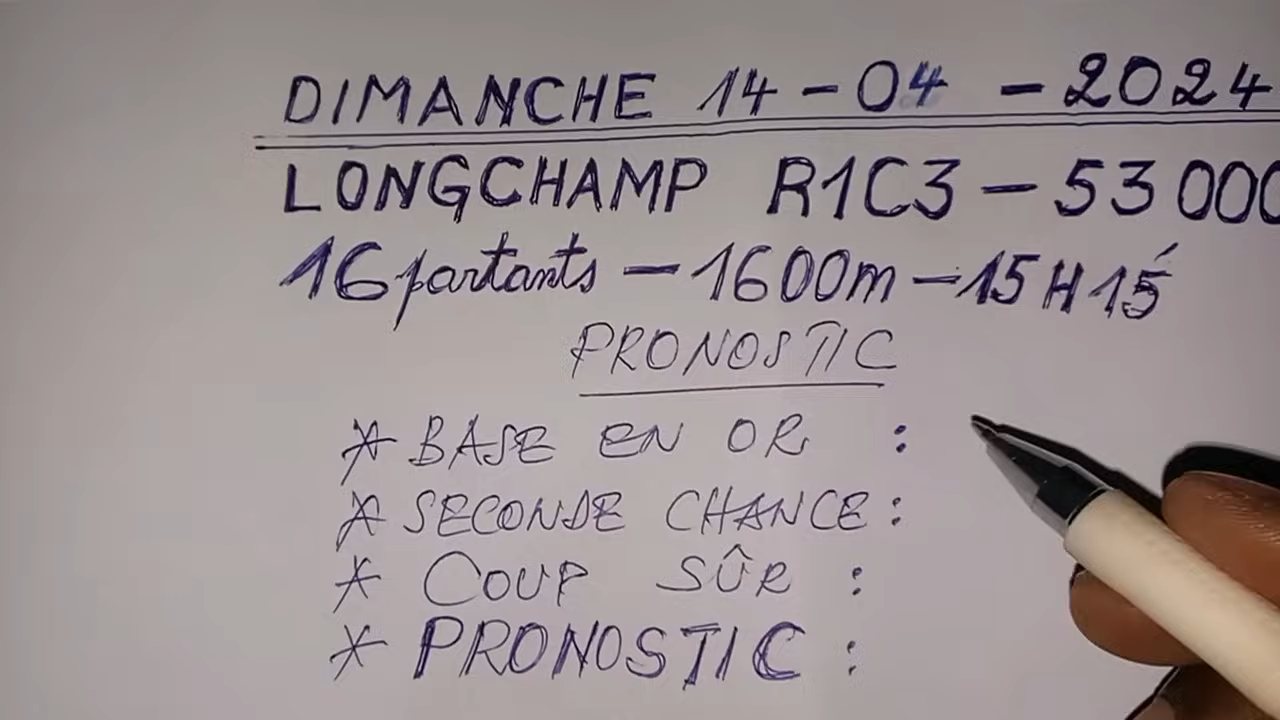 DIMANCHE 14 - 04 - 2024
LONGCHAMP R1C3 - 53 000
16 partants - 1600m - 15H15
PRONOSTIC
* BASE EN OR :
* SECONDE CHANCE :
* COUP SÛR :
* PRONOSTIC :